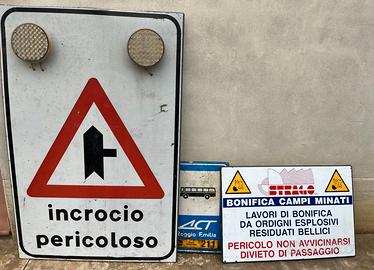 incrocio
pericoloso
ACT
Reggio Emilia
211
STRAGO
BONIFICA CAMPI MINATI
LAVORI DI BONIFICA
DA ORDIGNI ESPLOSIVI
RESIDUATI BELLICI
PERICOLO NON AVVICINARSI
DIVIETO DI PASSAGGIO